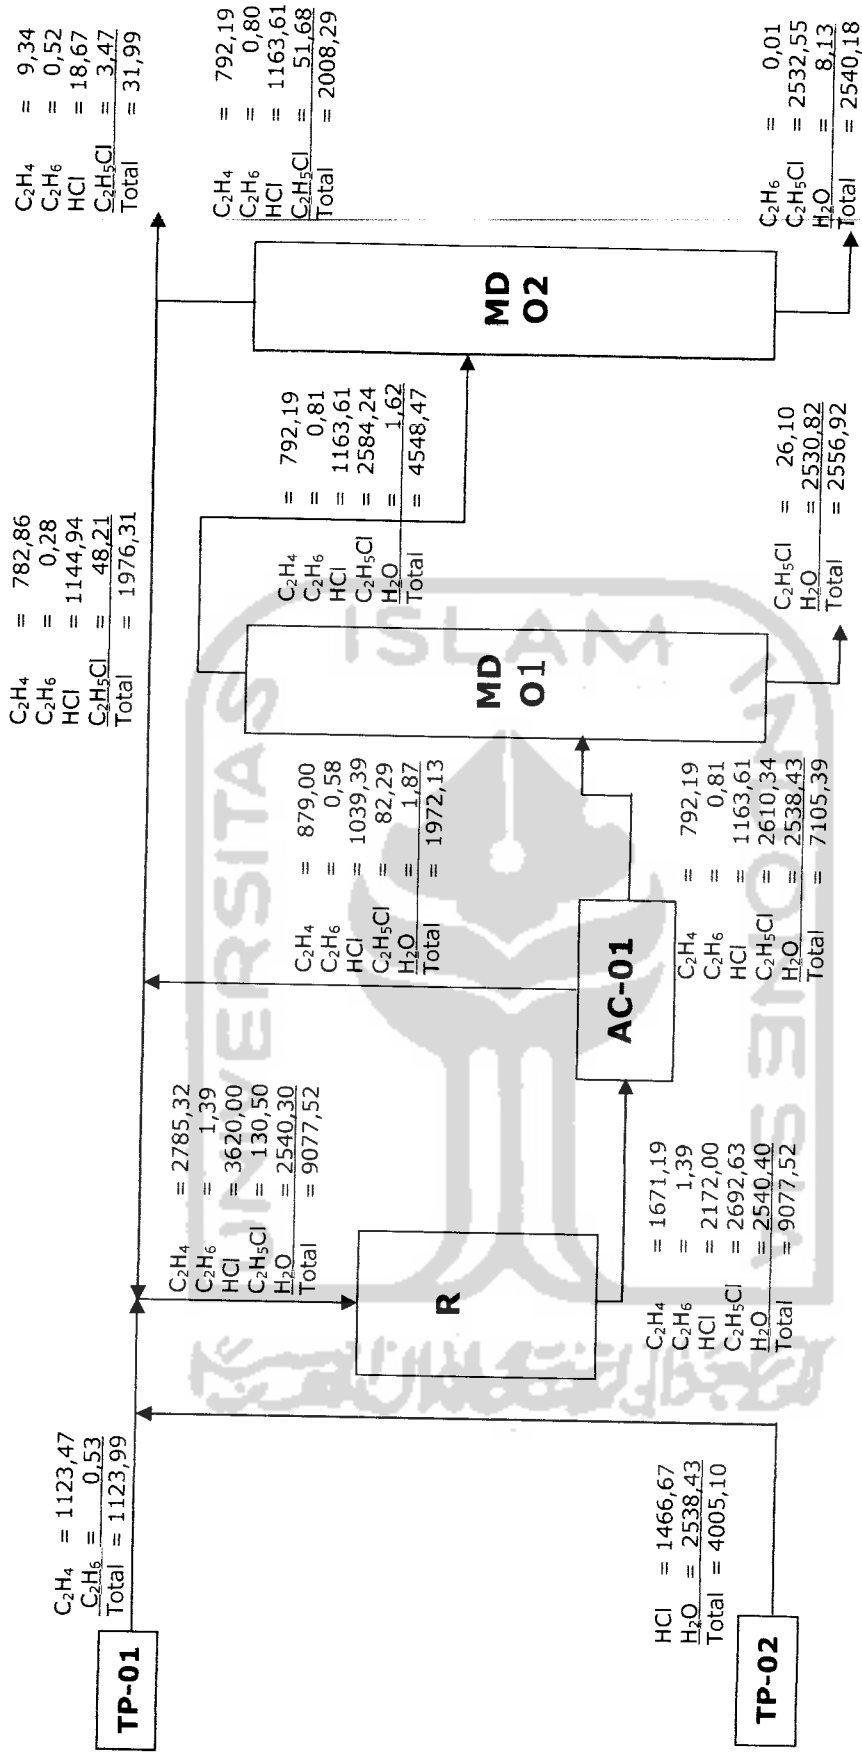 TP-01
C₂H₄ = 1123,47
C₂H₆ = 0,53
Total = 1123,99
TP-02
HCl = 1466,67
H₂O = 2538,43
Total = 4005,10
C₂H₄ = 2785,32
C₂H₆ = 1,39
HCl = 3620,00
C₂H₅Cl = 130,50
H₂O = 2540,30
Total = 9077,52
R
C₂H₄ = 1671,19
C₂H₆ = 1,39
HCl = 2172,00
C₂H₅Cl = 2692,63
H₂O = 2540,40
Total = 9077,52
AC-01
C₂H₄ = 879,00
C₂H₆ = 0,58
HCl = 1039,39
C₂H₅Cl = 82,29
H₂O = 1,87
Total = 1972,13
C₂H₄ = 792,19
C₂H₆ = 0,81
HCl = 1163,61
C₂H₅Cl = 2610,34
H₂O = 2538,43
Total = 7105,39
MD
O1
C₂H₅Cl = 26,10
H₂O = 2530,82
Total = 2556,92
C₂H₄ = 792,19
C₂H₆ = 0,81
HCl = 1163,61
C₂H₅Cl = 2584,24
H₂O = 1,62
Total = 4548,47
C₂H₄ = 782,86
C₂H₆ = 0,28
HCl = 1144,94
C₂H₅Cl = 48,21
Total = 1976,31
MD
O2
C₂H₄ = 9,34
C₂H₆ = 0,52
HCl = 18,67
C₂H₅Cl = 3,47
Total = 31,99
C₂H₄ = 792,19
C₂H₆ = 0,80
HCl = 1163,61
C₂H₅Cl = 51,68
Total = 2008,29
C₂H₆ = 0,01
C₂H₅Cl = 2532,55
H₂O = 8,13
Total = 2540,18
UNIVERSITAS
ISLAM
INDONESIA